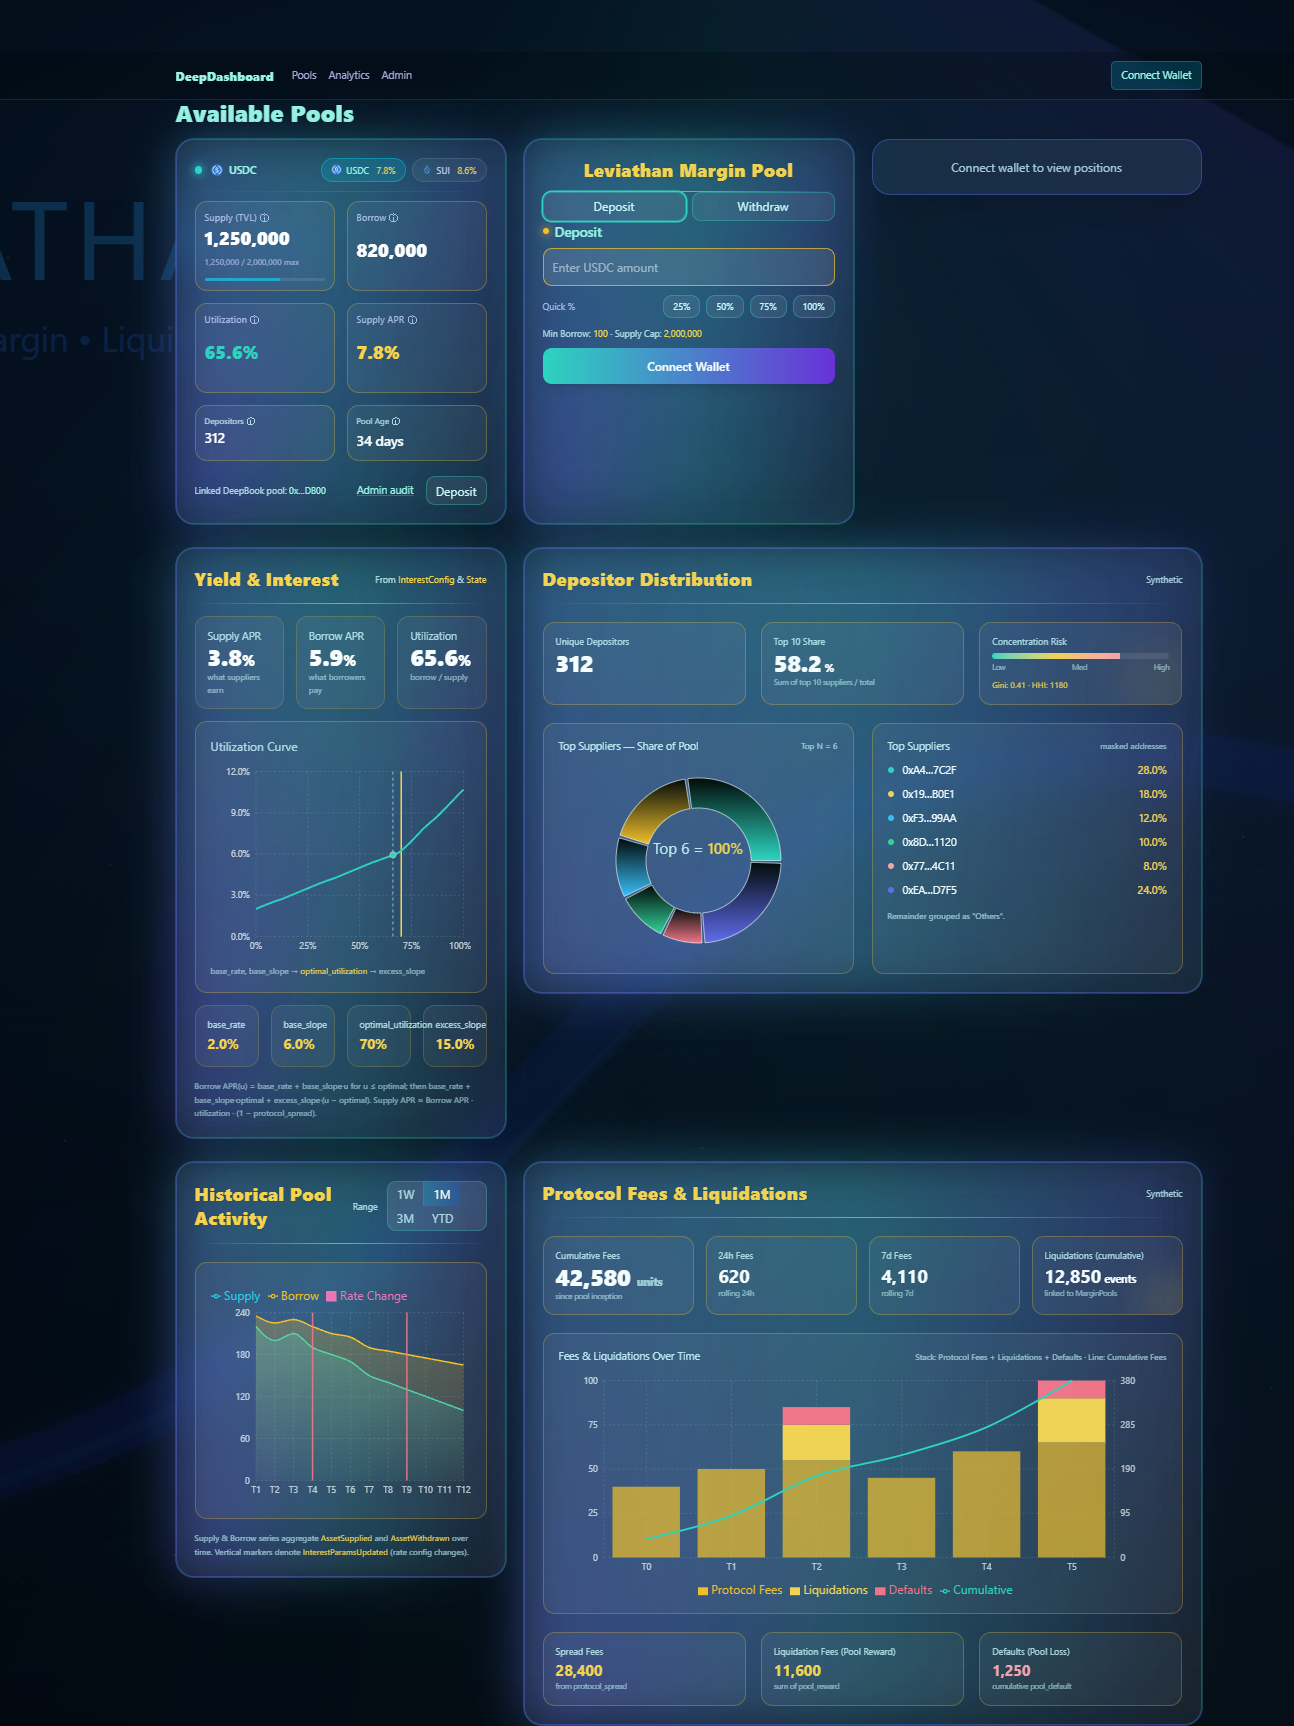 DeepDashboard
Pools
Analytics
Admin
Connect Wallet
ATHA
argin • Liqui
Available Pools
USDC
USDC 7.8%
SUI 8.6%
Supply (TVL)
1,250,000
1,250,000 / 2,000,000 max
Borrow
820,000
Utilization
65.6%
Supply APR
7.8%
Depositors
312
Pool Age
34 days
Linked DeepBook pool: 0x...DB00
Admin audit
Deposit
Leviathan Margin Pool
Deposit
Withdraw
Deposit
Enter USDC amount
Quick %
25%
50%
75%
100%
Min Borrow: 100 · Supply Cap: 2,000,000
Connect Wallet
Connect wallet to view positions
Yield & Interest
From InterestConfig & State
Supply APR
3.8%
what suppliers
earn
Borrow APR
5.9%
what borrowers
pay
Utilization
65.6%
borrow / supply
Utilization Curve
12.0%
9.0%
6.0%
3.0%
0.0%
0%
25%
50%
75%
100%
base_rate, base_slope → optimal_utilization → excess_slope
base_rate
2.0%
base_slope
6.0%
optimal_utilization
70%
excess_slope
15.0%
Borrow APR(u) = base_rate + base_slope·u for u ≤ optimal; then base_rate +
base_slope·optimal + excess_slope·(u − optimal). Supply APR = Borrow APR ·
utilization · (1 − protocol_spread).
Depositor Distribution
Synthetic
Unique Depositors
312
Top 10 Share
58.2 %
Sum of top 10 suppliers / total
Concentration Risk
Low
Med
High
Gini: 0.41 · HHI: 1180
Top Suppliers — Share of Pool
Top N = 6
Top 6 = 100%
Top Suppliers
masked addresses
0xA4...7C2F
28.0%
0x19...B0E1
18.0%
0xF3...99AA
12.0%
0x8D...1120
10.0%
0x77...4C11
8.0%
0xEA...D7F5
24.0%
Remainder grouped as "Others".
Historical Pool
Activity
Range
1W
1M
3M
YTD
Supply
Borrow
Rate Change
240
180
120
60
0
T1
T2
T3
T4
T5
T6
T7
T8
T9
T10
T11
T12
Supply & Borrow series aggregate AssetSupplied and AssetWithdrawn over
time. Vertical markers denote InterestParamsUpdated (rate config changes).
Protocol Fees & Liquidations
Synthetic
Cumulative Fees
42,580 units
since pool inception
24h Fees
620
rolling 24h
7d Fees
4,110
rolling 7d
Liquidations (cumulative)
12,850 events
linked to MarginPools
Fees & Liquidations Over Time
Stack: Protocol Fees + Liquidations + Defaults · Line: Cumulative Fees
100
75
50
25
0
380
285
190
95
0
T0
T1
T2
T3
T4
T5
Protocol Fees
Liquidations
Defaults
Cumulative
Spread Fees
28,400
from protocol_spread
Liquidation Fees (Pool Reward)
11,600
sum of pool_reward
Defaults (Pool Loss)
1,250
cumulative pool_default